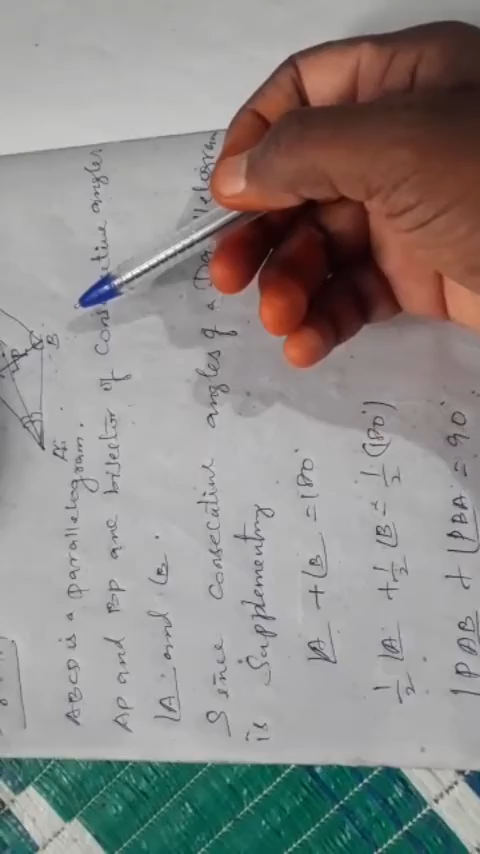 A
B
P
ABCD is a parallelogram.
AP and BP are bisector of angles
∠A and ∠B.
Since consecutive angles of a
is Supplementary
∠A + ∠B = 180°
1/2 ∠A + 1/2 ∠B = 1/2 (180°)
∠PAB + ∠PBA = 90°